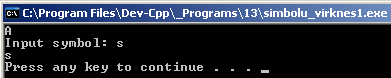 C:\Program Files\Dev-Cpp\_Programs\13\simbolu_virknes1.exe
A
Input symbol: s
s
Press any key to continue . . . _